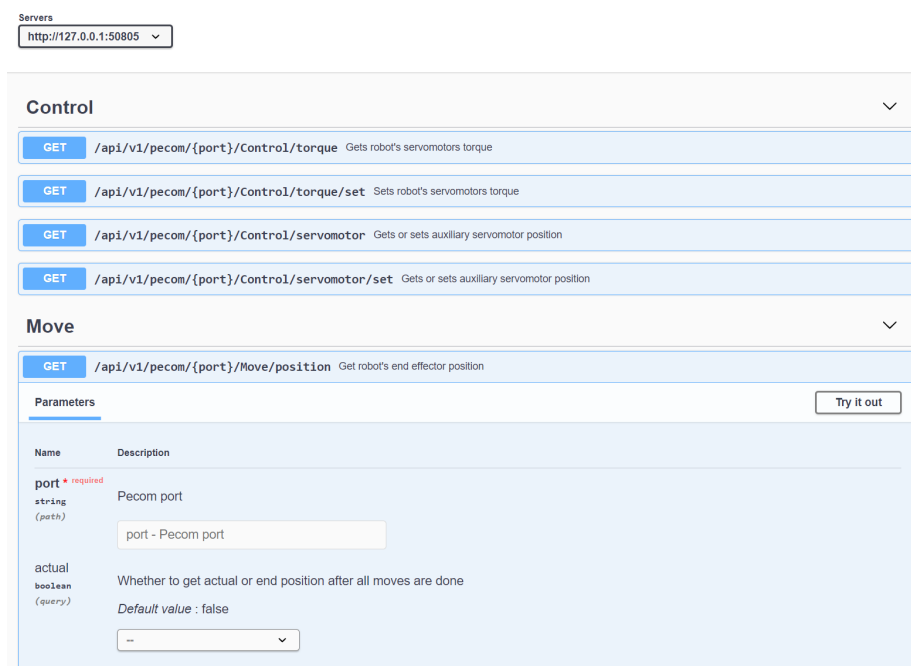 Servers
http://127.0.0.1:50805
Control
GET /api/v1/pecom/{port}/Control/torque Gets robot's servomotors torque
GET /api/v1/pecom/{port}/Control/torque/set Sets robot's servomotors torque
GET /api/v1/pecom/{port}/Control/servomotor Gets or sets auxiliary servomotor position
GET /api/v1/pecom/{port}/Control/servomotor/set Gets or sets auxiliary servomotor position
Move
GET /api/v1/pecom/{port}/Move/position Get robot's end effector position
Parameters Try it out
Name Description
port * required
string
(path)
Pecom port
port - Pecom port
actual
boolean
(query)
Whether to get actual or end position after all moves are done
Default value : false
--